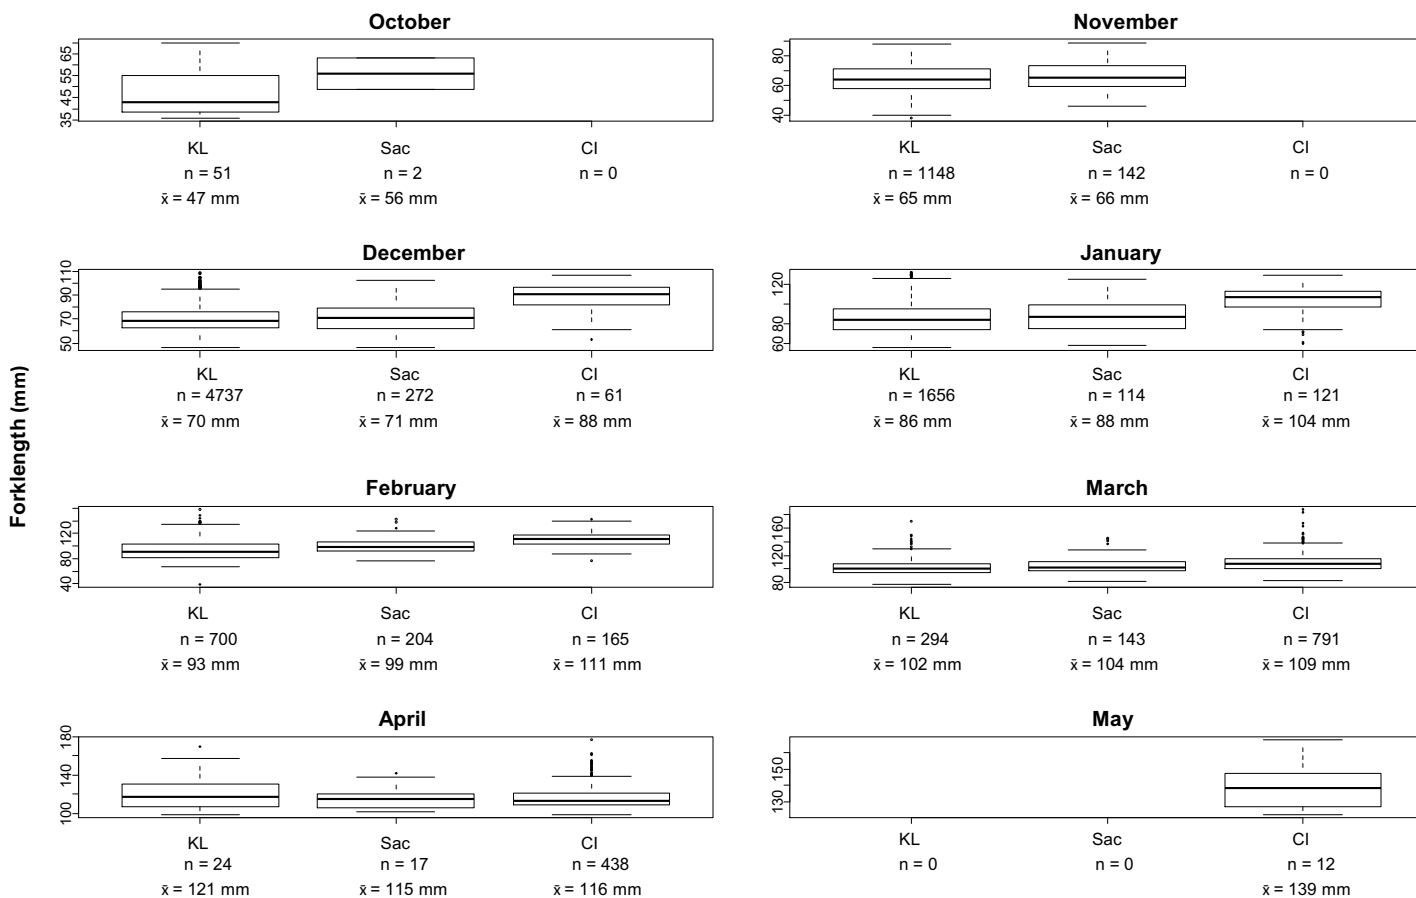 Forklength (mm)
October
35 45 55 65
KL Sac CI
n = 51 n = 2 n = 0
x̄ = 47 mm x̄ = 56 mm
November
40 60 80
KL Sac CI
n = 1148 n = 142 n = 0
x̄ = 65 mm x̄ = 66 mm
December
50 70 90 110
KL Sac CI
n = 4737 n = 272 n = 61
x̄ = 70 mm x̄ = 71 mm x̄ = 88 mm
January
60 80 120
KL Sac CI
n = 1656 n = 114 n = 121
x̄ = 86 mm x̄ = 88 mm x̄ = 104 mm
February
40 80 120
KL Sac CI
n = 700 n = 204 n = 165
x̄ = 93 mm x̄ = 99 mm x̄ = 111 mm
March
80 120 160
KL Sac CI
n = 294 n = 143 n = 791
x̄ = 102 mm x̄ = 104 mm x̄ = 109 mm
April
100 140 180
KL Sac CI
n = 24 n = 17 n = 438
x̄ = 121 mm x̄ = 115 mm x̄ = 116 mm
May
130 150
KL Sac CI
n = 0 n = 0 n = 12
x̄ = 139 mm